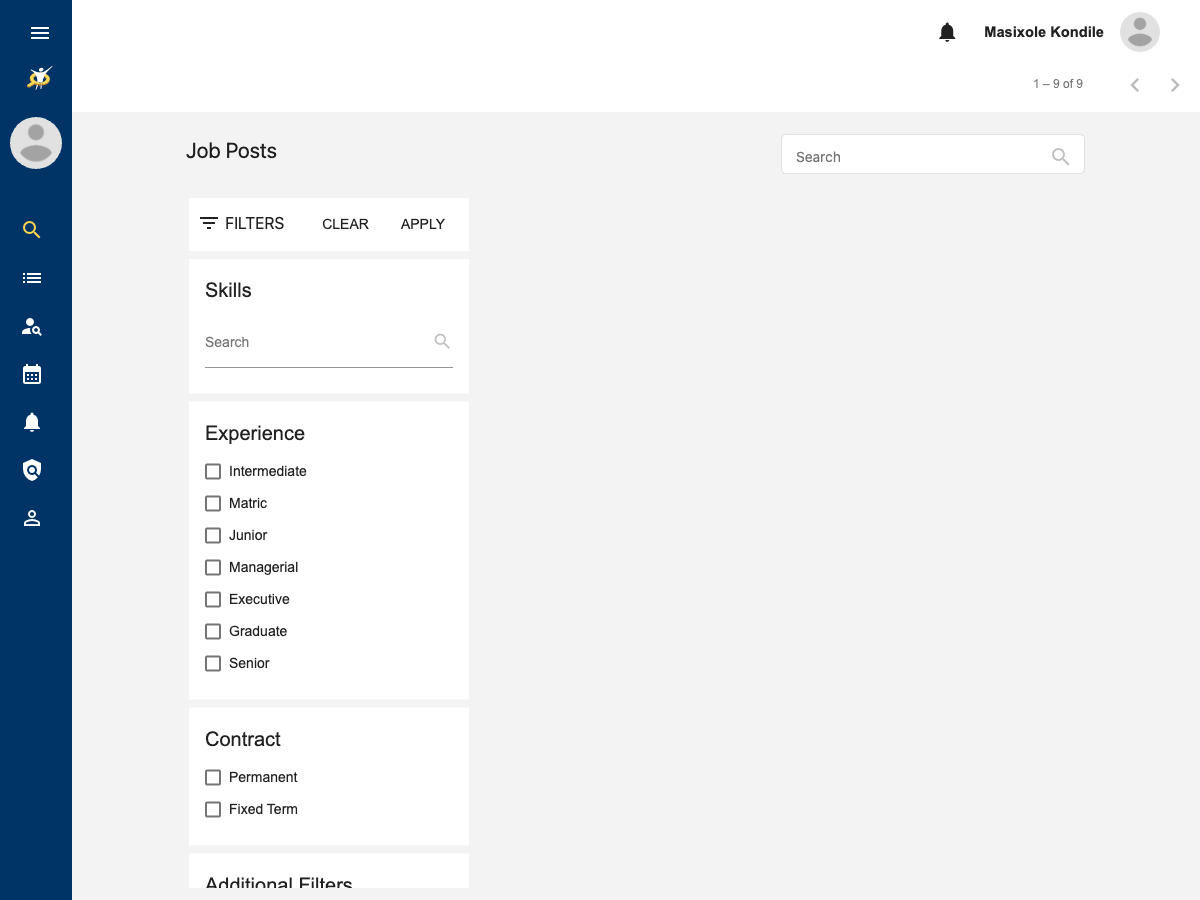 Masixole Kondile
1 – 9 of 9
Job Posts
Search
FILTERS CLEAR APPLY
Skills
Search
Experience
Intermediate
Matric
Junior
Managerial
Executive
Graduate
Senior
Contract
Permanent
Fixed Term
Additional Filters